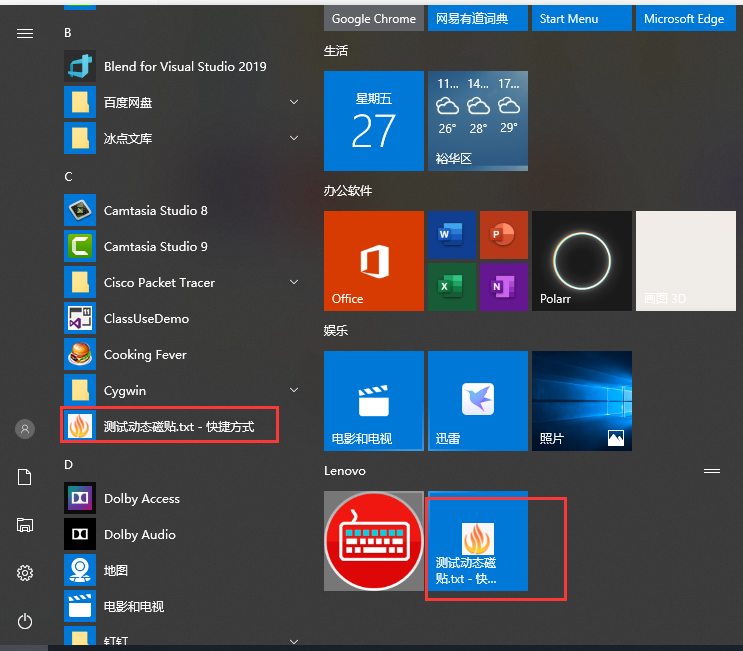 B
Blend for Visual Studio 2019
百度网盘
冰点文库
C
Camtasia Studio 8
Camtasia Studio 9
Cisco Packet Tracer
ClassUseDemo
Cooking Fever
Cygwin
测试动态磁贴.txt - 快捷方式
D
Dolby Access
Dolby Audio
地图
电影和电视
钉钉
Google Chrome
网易有道词典
Start Menu
Microsoft Edge
生活
星期五
27
11... 14... 17...
26° 28° 29°
裕华区
办公软件
Office
W
P
X
N
Polarr
画图 3D
娱乐
电影和电视
迅雷
照片
Lenovo
测试动态磁
贴.txt - 快...